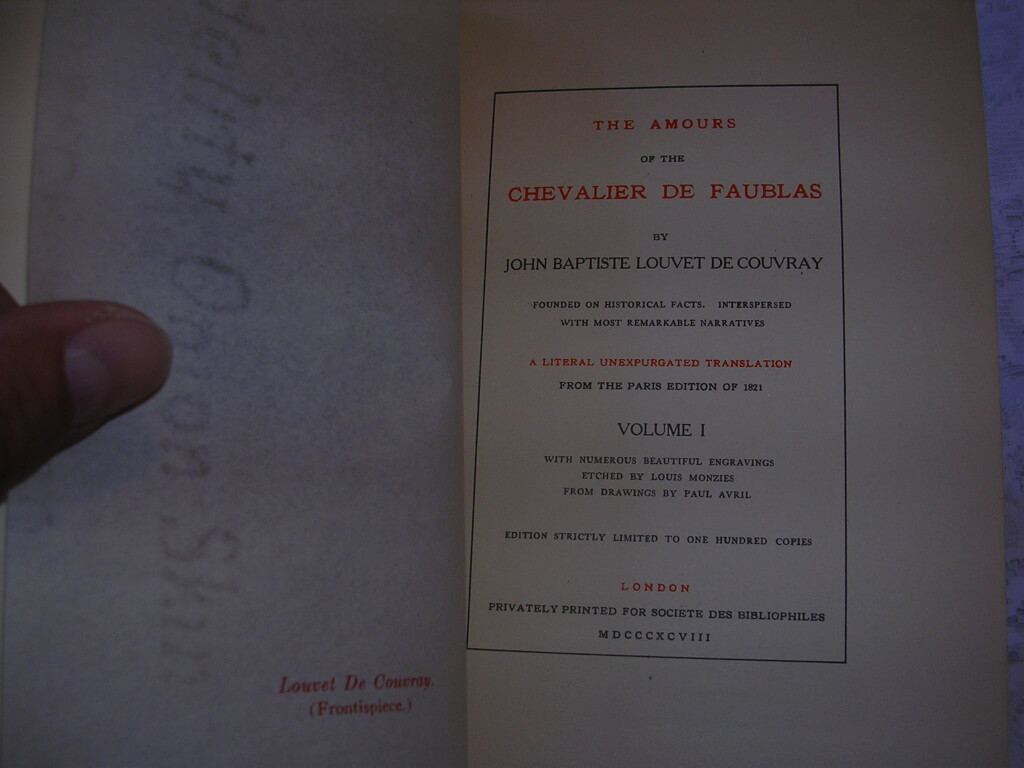 Louvet De Couvray.
(Frontispiece.)
THE AMOURS
OF THE
CHEVALIER DE FAUBLAS
BY
JOHN BAPTISTE LOUVET DE COUVRAY
FOUNDED ON HISTORICAL FACTS. INTERSPERSED
WITH MOST REMARKABLE NARRATIVES
A LITERAL UNEXPURGATED TRANSLATION
FROM THE PARIS EDITION OF 1821
VOLUME I
WITH NUMEROUS BEAUTIFUL ENGRAVINGS
ETCHED BY LOUIS MONZIES
FROM DRAWINGS BY PAUL AVRIL
EDITION STRICTLY LIMITED TO ONE HUNDRED COPIES
LONDON
PRIVATELY PRINTED FOR SOCIETE DES BIBLIOPHILES
MDCCCXCVIII